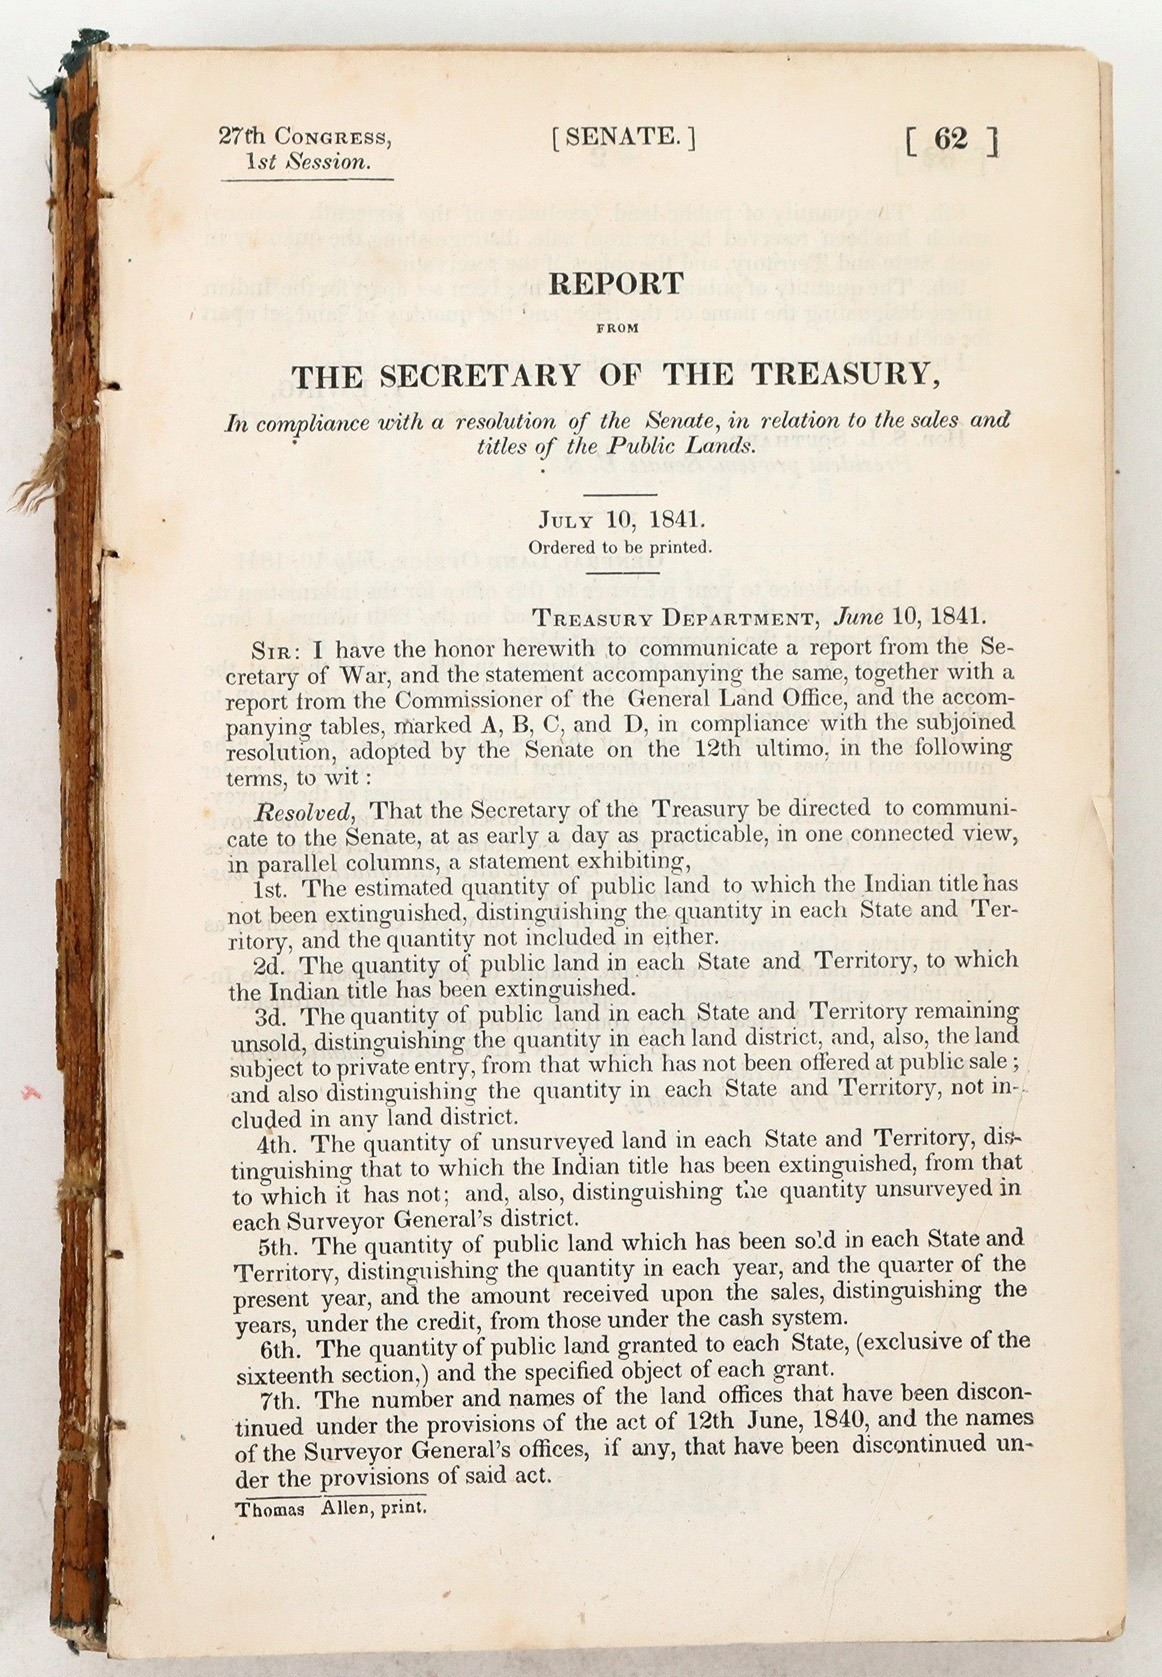 27th CONGRESS, [ SENATE. ] [ 62 ]
1st Session.
REPORT
FROM
THE SECRETARY OF THE TREASURY,
In compliance with a resolution of the Senate, in relation to the sales and
titles of the Public Lands.
JULY 10, 1841.
Ordered to be printed.
TREASURY DEPARTMENT, June 10, 1841.
SIR: I have the honor herewith to communicate a report from the Se-
cretary of War, and the statement accompanying the same, together with a
report from the Commissioner of the General Land Office, and the accom-
panying tables, marked A, B, C, and D, in compliance with the subjoined
resolution, adopted by the Senate on the 12th ultimo, in the following
terms, to wit :
Resolved, That the Secretary of the Treasury be directed to communi-
cate to the Senate, at as early a day as practicable, in one connected view,
in parallel columns, a statement exhibiting,
1st. The estimated quantity of public land to which the Indian title has
not been extinguished, distinguishing the quantity in each State and Ter-
ritory, and the quantity not included in either.
2d. The quantity of public land in each State and Territory, to which
the Indian title has been extinguished.
3d. The quantity of public land in each State and Territory remaining
unsold, distinguishing the quantity in each land district, and, also, the land
subject to private entry, from that which has not been offered at public sale ;
and also distinguishing the quantity in each State and Territory, not in-
cluded in any land district.
4th. The quantity of unsurveyed land in each State and Territory, dis-
tinguishing that to which the Indian title has been extinguished, from that
to which it has not; and, also, distinguishing the quantity unsurveyed in
each Surveyor General's district.
5th. The quantity of public land which has been sold in each State and
Territory, distinguishing the quantity in each year, and the quarter of the
present year, and the amount received upon the sales, distinguishing the
years, under the credit, from those under the cash system.
6th. The quantity of public land granted to each State, (exclusive of the
sixteenth section,) and the specified object of each grant.
7th. The number and names of the land offices that have been discon-
tinued under the provisions of the act of 12th June, 1840, and the names
of the Surveyor General's offices, if any, that have been discontinued un-
der the provisions of said act.
Thomas Allen, print.